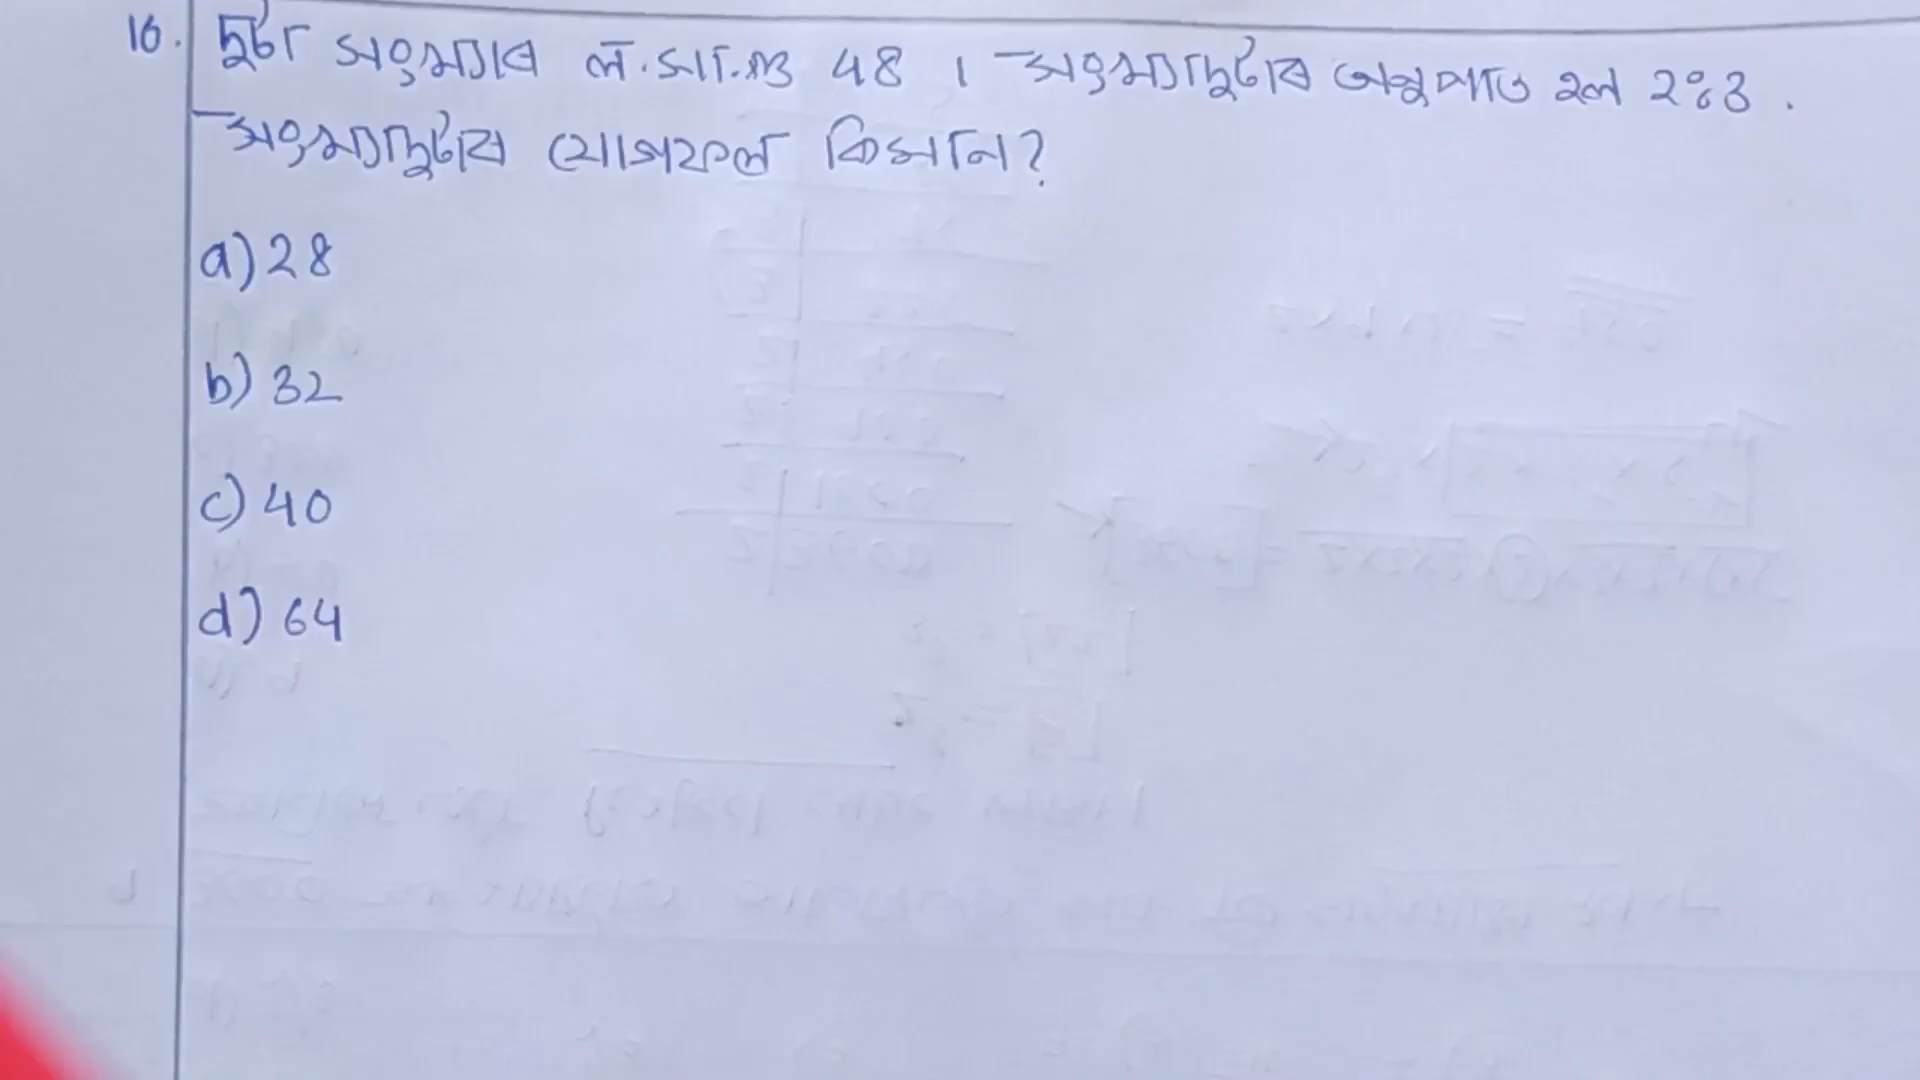 16. দুটা সংখ্যাৰ ল.সা.গু 48 । সংখ্যাদুটাৰ অনুপাত হল 2:3 .
সংখ্যাদুটাৰ যোগফল কিমান?
a) 28
b) 32
c) 40
d) 64